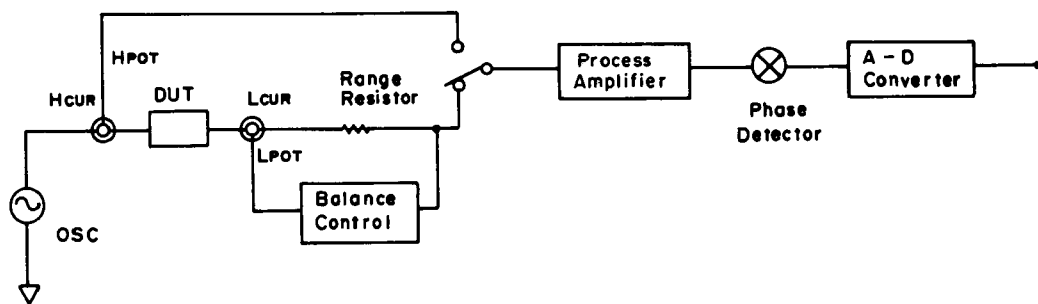 HPOT
HCUR
DUT
LCUR
LPOT
Range
Resistor
Balance
Control
OSC
Process
Amplifier
Phase
Detector
A-D
Converter